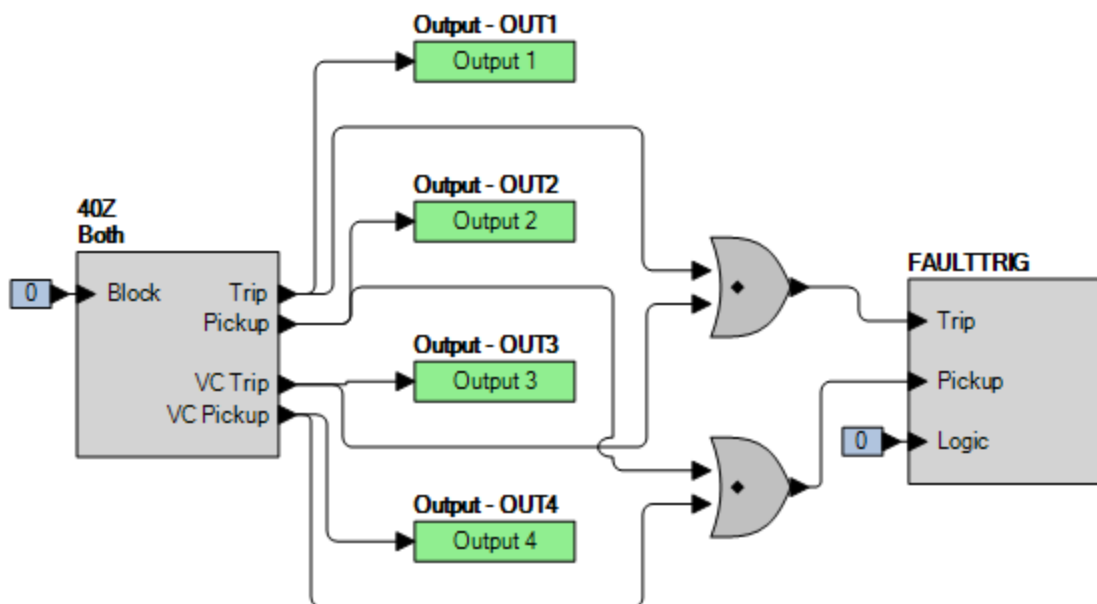 Output - OUT1
Output 1
Output - OUT2
Output 2
40Z
Both
0
Block
Trip
Pickup
VC Trip
VC Pickup
Output - OUT3
Output 3
Output - OUT4
Output 4
FAULTTRIG
Trip
Pickup
0
Logic